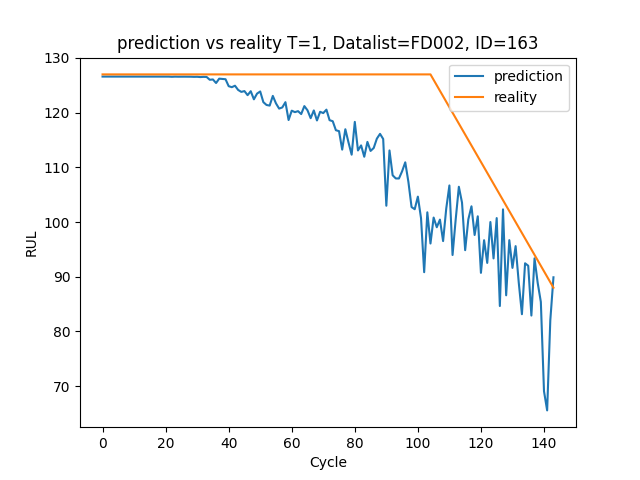 prediction vs reality T=1, Datalist=FD002, ID=163
prediction
reality
RUL
130
120
110
100
90
80
70
0 20 40 60 80 100 120 140
Cycle